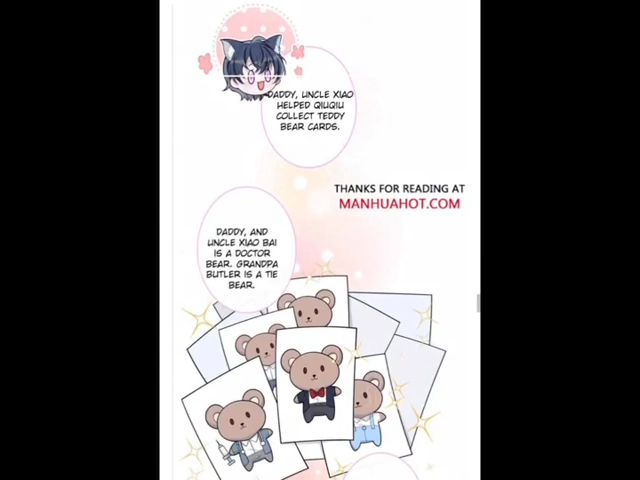 DADDY, UNCLE XIAO
HELPED QIUQIU
COLLECT TEDDY
BEAR CARDS.
THANKS FOR READING AT
MANHUAHOT.COM
DADDY, AND
UNCLE XIAO BAI
IS A DOCTOR
BEAR. GRANDPA
BUTLER IS A TIE
BEAR.